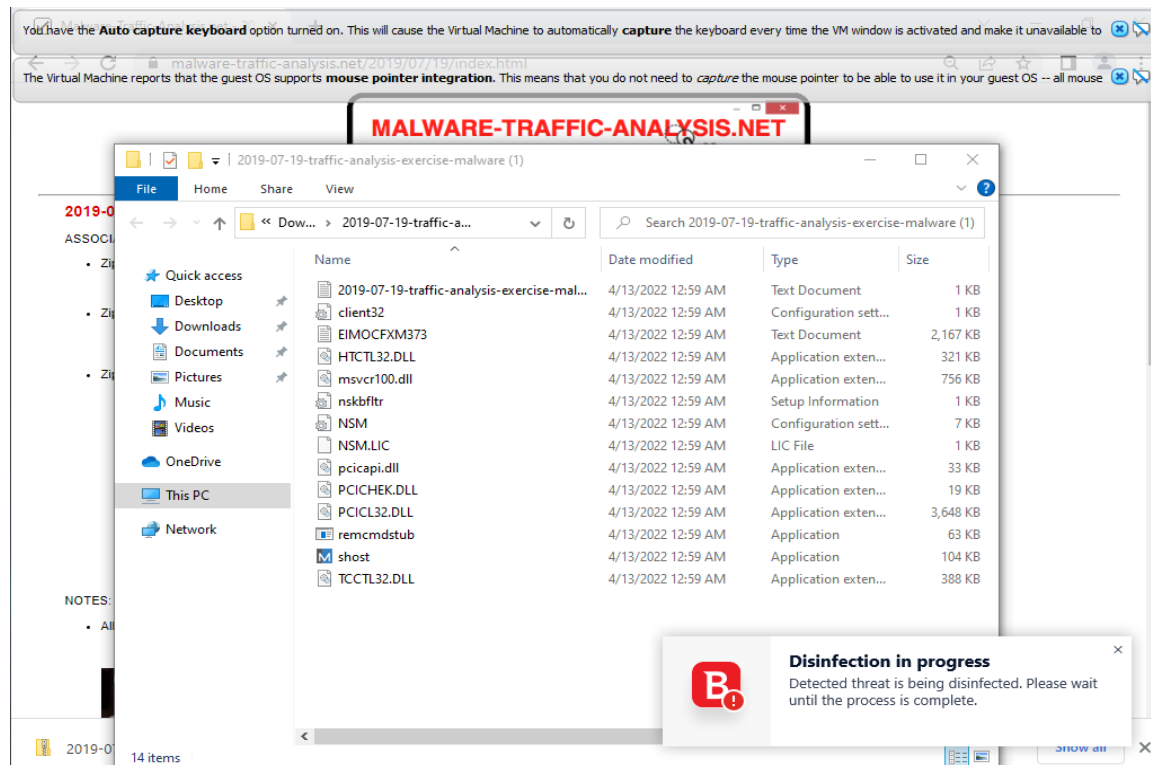 You have the Auto capture keyboard option turned on. This will cause the Virtual Machine to automatically capture the keyboard every time the VM window is activated and make it unavailable to
malware-traffic-analysis.net/2019/07/19/index.html
The Virtual Machine reports that the guest OS supports mouse pointer integration. This means that you do not need to capture the mouse pointer to be able to use it in your guest OS -- all mouse
MALWARE-TRAFFIC-ANALYSIS.NET
2019-07-19-traffic-analysis-exercise-malware (1)
File Home Share View
2019-0
« Dow... › 2019-07-19-traffic-a...
Search 2019-07-19-traffic-analysis-exercise-malware (1)
ASSOCI
Name Date modified Type Size
Zip
Quick access
2019-07-19-traffic-analysis-exercise-mal... 4/13/2022 12:59 AM Text Document 1 KB
Desktop
client32 4/13/2022 12:59 AM Configuration sett... 1 KB
Zip
Downloads
EIMOCFXM373 4/13/2022 12:59 AM Text Document 2,167 KB
Documents
HTCTL32.DLL 4/13/2022 12:59 AM Application exten... 321 KB
Zip
Pictures
msvcr100.dll 4/13/2022 12:59 AM Application exten... 756 KB
Music
nskbfltr 4/13/2022 12:59 AM Setup Information 1 KB
Videos
NSM 4/13/2022 12:59 AM Configuration sett... 7 KB
NSM.LIC 4/13/2022 12:59 AM LIC File 1 KB
OneDrive
pcicapi.dll 4/13/2022 12:59 AM Application exten... 33 KB
This PC
PCICHEK.DLL 4/13/2022 12:59 AM Application exten... 19 KB
PCICL32.DLL 4/13/2022 12:59 AM Application exten... 3,648 KB
Network
remcmdstub 4/13/2022 12:59 AM Application 63 KB
shost 4/13/2022 12:59 AM Application 104 KB
TCCTL32.DLL 4/13/2022 12:59 AM Application exten... 388 KB
NOTES:
All
B
Disinfection in progress
Detected threat is being disinfected. Please wait
until the process is complete.
2019-07
14 items
Show all